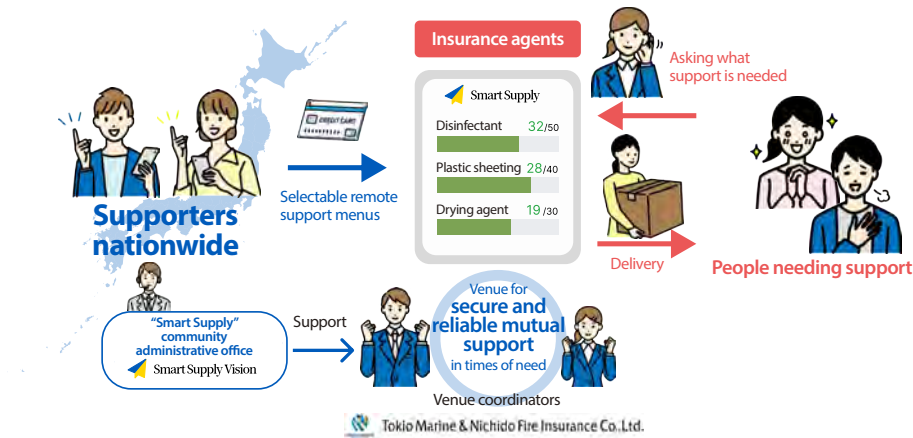 Insurance agents
Asking what
support is needed
Smart Supply
Disinfectant 32/50
Plastic sheeting 28/40
Drying agent 19/30
CREDIT CARD
Selectable remote
support menus
Supporters
nationwide
Delivery
People needing support
"Smart Supply"
community
administrative office
Smart Supply Vision
Support
Venue for
secure and
reliable mutual
support
in times of need
Venue coordinators
Tokio Marine & Nichido Fire Insurance Co.,Ltd.